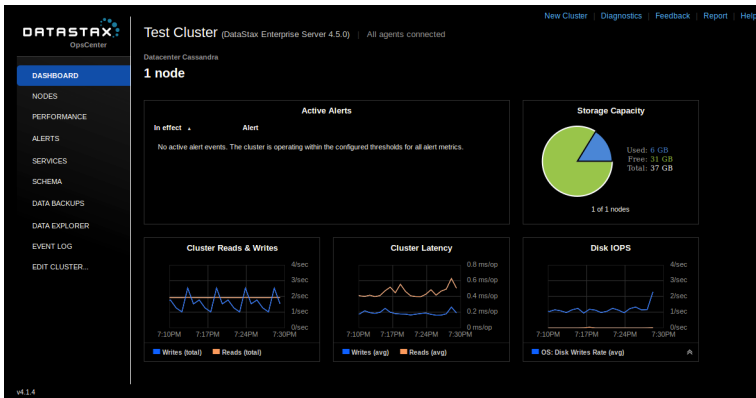 New Cluster | Diagnostics | Feedback | Report | Help
DATASTAX
OpsCenter
Test Cluster (DataStax Enterprise Server 4.5.0) | All agents connected
Datacenter Cassandra
1 node
DASHBOARD
NODES
PERFORMANCE
ALERTS
SERVICES
SCHEMA
DATA BACKUPS
DATA EXPLORER
EVENT LOG
EDIT CLUSTER...
Active Alerts
In effect Alert
No active alert events. The cluster is operating within the configured thresholds for all alert metrics.
Storage Capacity
Used: 6 GB
Free: 31 GB
Total: 37 GB
1 of 1 nodes
Cluster Reads & Writes
4/sec
3/sec
2/sec
1/sec
0/sec
7:10PM 7:17PM 7:24PM 7:30PM
Writes (total) Reads (total)
Cluster Latency
0.8 ms/op
0.6 ms/op
0.4 ms/op
0.2 ms/op
0 ms/op
7:10PM 7:17PM 7:24PM 7:30PM
Writes (avg) Reads (avg)
Disk IOPS
4/sec
3/sec
2/sec
1/sec
0/sec
7:10PM 7:17PM 7:24PM 7:30PM
OS: Disk Writes Rate (avg)
v4.1.4